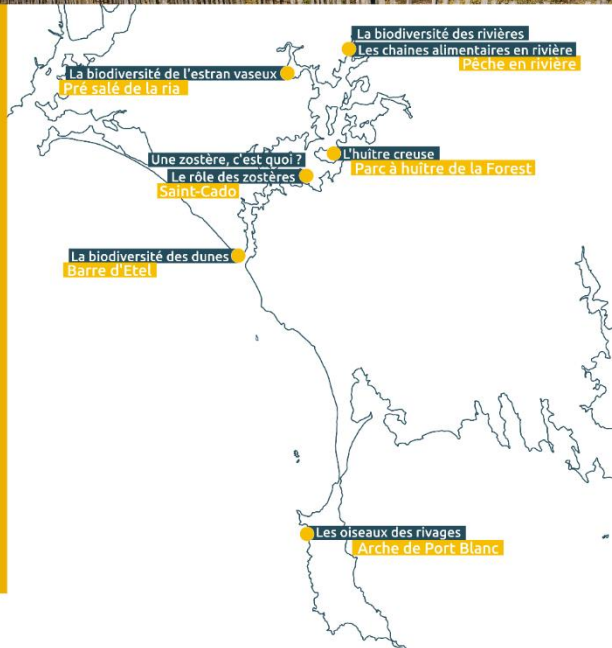 La biodiversité des rivières
Les chaines alimentaires en rivière
Pêche en rivière
La biodiversité de l'estran vaseux
Pré salé de la ria
L'huître creuse
Parc à huître de la Forest
Une zostère, c'est quoi ?
Le rôle des zostères
Saint-Cado
La biodiversité des dunes
Barre d'Etel
Les oiseaux des rivages
Arche de Port Blanc